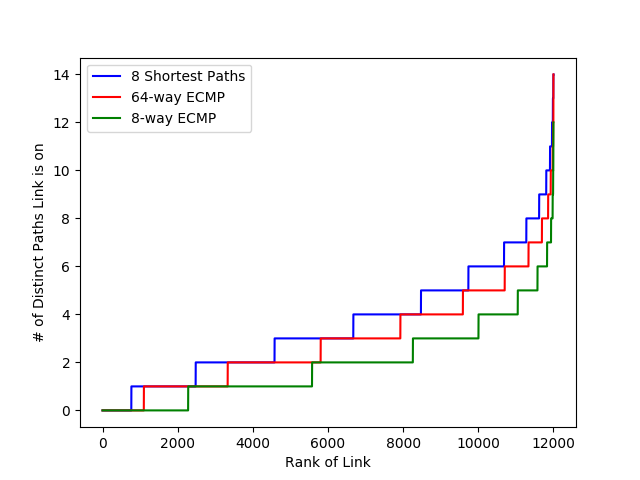 8 Shortest Paths
64-way ECMP
8-way ECMP
# of Distinct Paths Link is on
14
12
10
8
6
4
2
0
0 2000 4000 6000 8000 10000 12000
Rank of Link